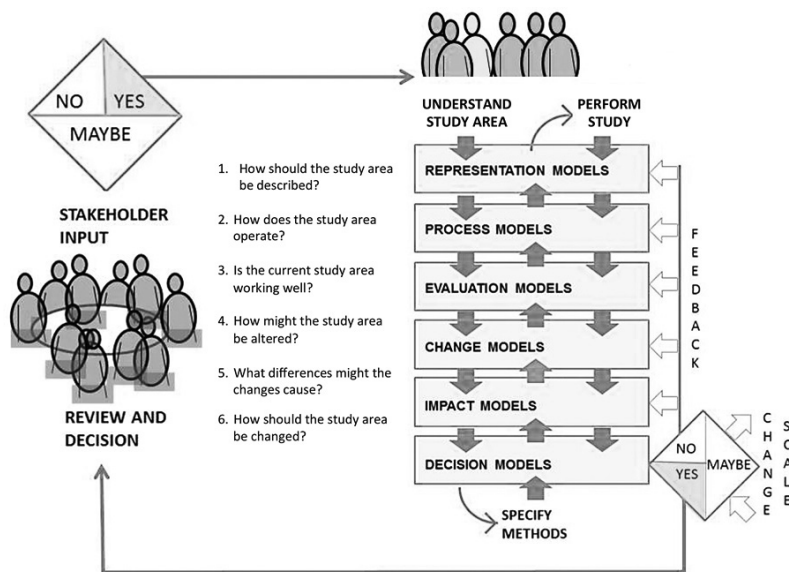 NO
YES
MAYBE
STAKEHOLDER
INPUT
REVIEW AND
DECISION
1. How should the study area
be described?
2. How does the study area
operate?
3. Is the current study area
working well?
4. How might the study area
be altered?
5. What differences might the
changes cause?
6. How should the study area
be changed?
UNDERSTAND
STUDY AREA
PERFORM
STUDY
REPRESENTATION MODELS
PROCESS MODELS
EVALUATION MODELS
CHANGE MODELS
IMPACT MODELS
DECISION MODELS
SPECIFY
METHODS
FEEDBACK
NO
YES
MAYBE
CHANGE
SCALE